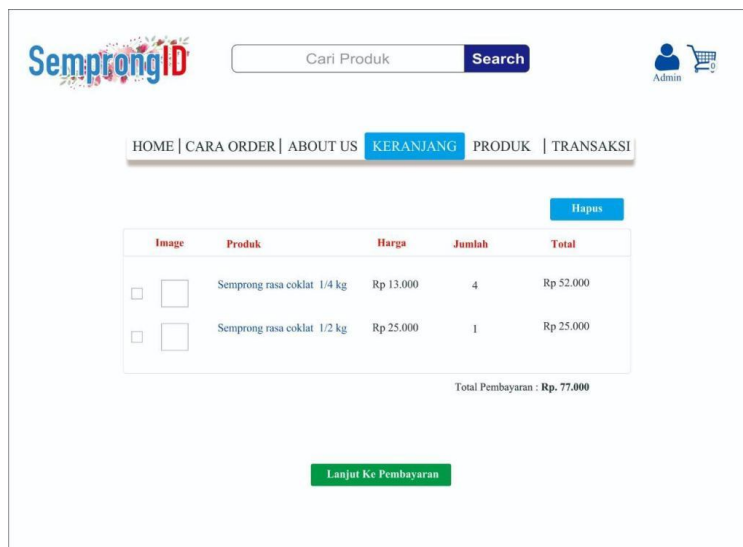 SemprongID
Cari Produk Search
Admin 0
HOME | CARA ORDER | ABOUT US KERANJANG PRODUK | TRANSAKSI
Hapus
Image Produk Harga Jumlah Total
Semprong rasa coklat 1/4 kg Rp 13.000 4 Rp 52.000
Semprong rasa coklat 1/2 kg Rp 25.000 1 Rp 25.000
Total Pembayaran : Rp. 77.000
Lanjut Ke Pembayaran